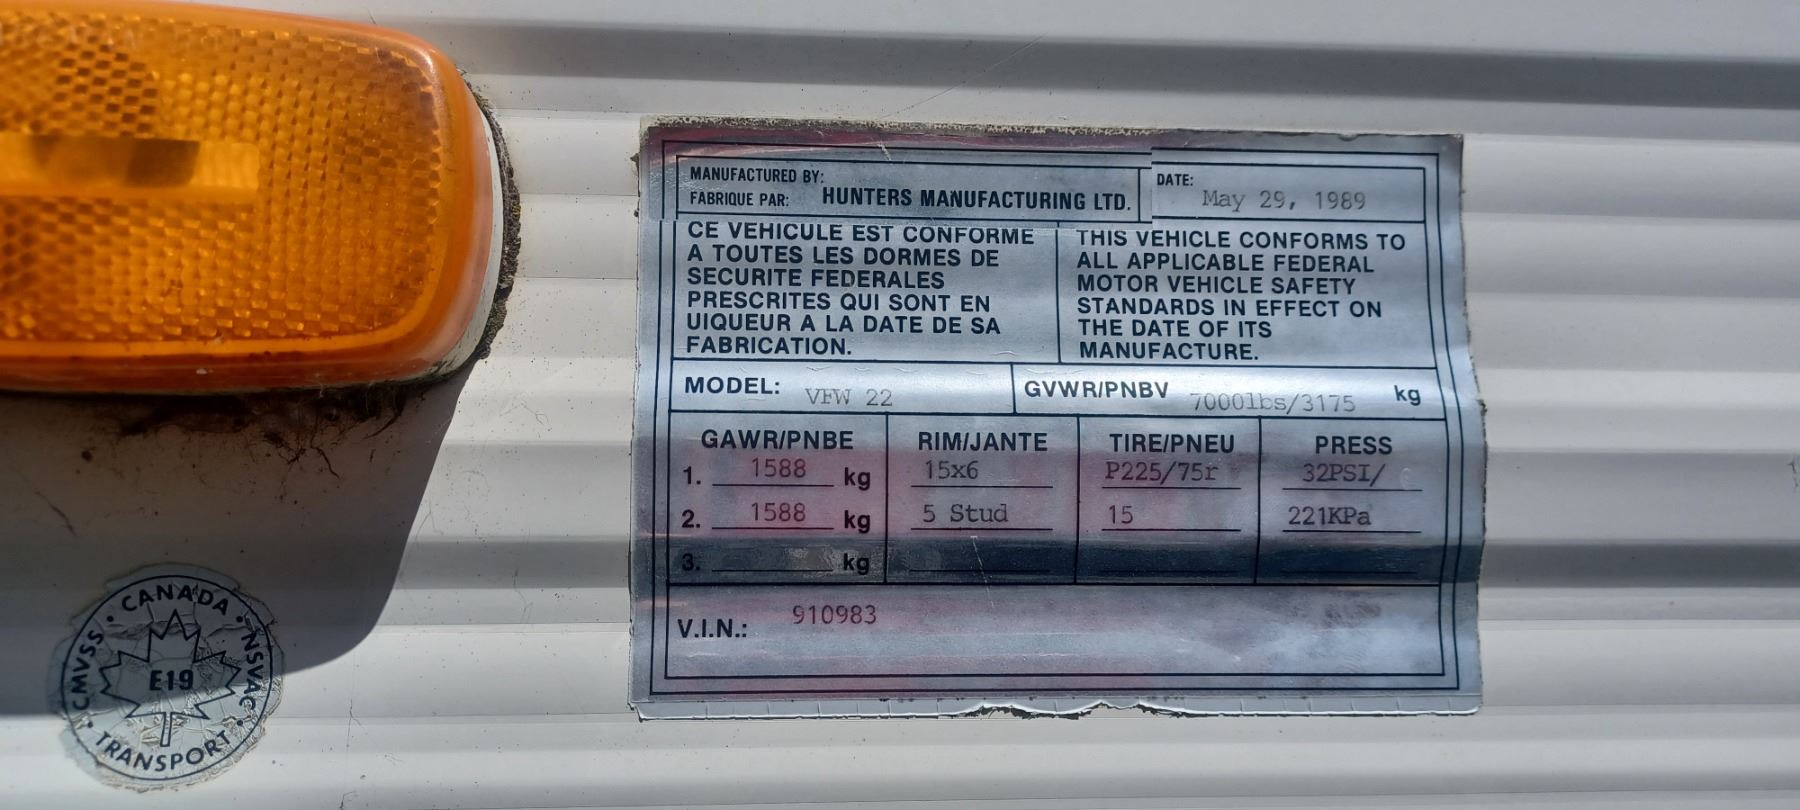 MANUFACTURED BY:
FABRIQUE PAR: HUNTERS MANUFACTURING LTD.
DATE:
May 29, 1989
CE VEHICULE EST CONFORME
A TOUTES LES DORMES DE
SECURITE FEDERALES
PRESCRITES QUI SONT EN
UIQUEUR A LA DATE DE SA
FABRICATION.
THIS VEHICLE CONFORMS TO
ALL APPLICABLE FEDERAL
MOTOR VEHICLE SAFETY
STANDARDS IN EFFECT ON
THE DATE OF ITS
MANUFACTURE.
MODEL: VFW 22
GVWR/PNBV 7000lbs/3175 kg
GAWR/PNBE RIM/JANTE TIRE/PNEU PRESS
1. 1588 kg 15x6 P225/75r 32PSI/
2. 1588 kg 5 Stud 15 221KPa
3. kg
V.I.N.: 910983
CANADA
CMVSS
NSVAC
E19
TRANSPORT